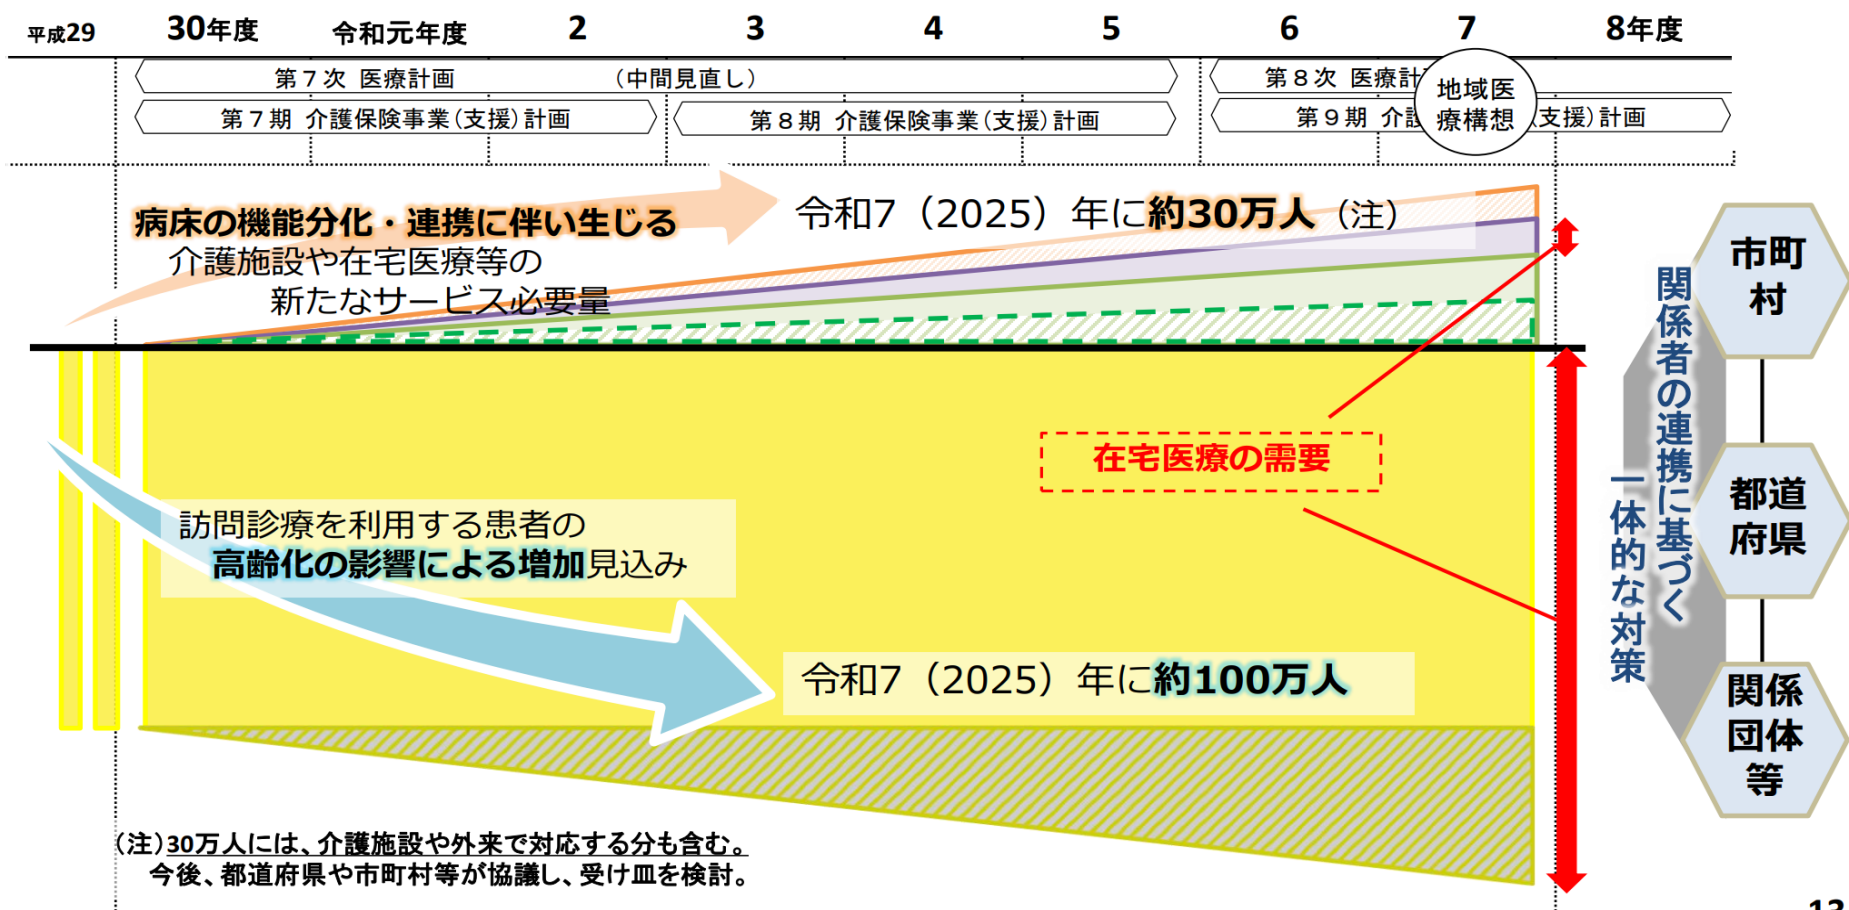 平成29 30年度 令和元年度 2 3 4 5 6 7 8年度
第７次 医療計画 （中間見直し）
第８次 医療計
第７期 介護保険事業（支援）計画
第８期 介護保険事業（支援）計画
第９期 介護
（支援）計画
地域医
療構想
病床の機能分化・連携に伴い生じる
介護施設や在宅医療等の
新たなサービス必要量
令和7（2025）年に約30万人（注）
在宅医療の需要
訪問診療を利用する患者の
高齢化の影響による増加見込み
令和7（2025）年に約100万人
関係者の連携に基づく
一体的な対策
市町
村
都道
府県
関係
団体
等
（注）30万人には、介護施設や外来で対応する分も含む。
今後、都道府県や市町村等が協議し、受け皿を検討。
13